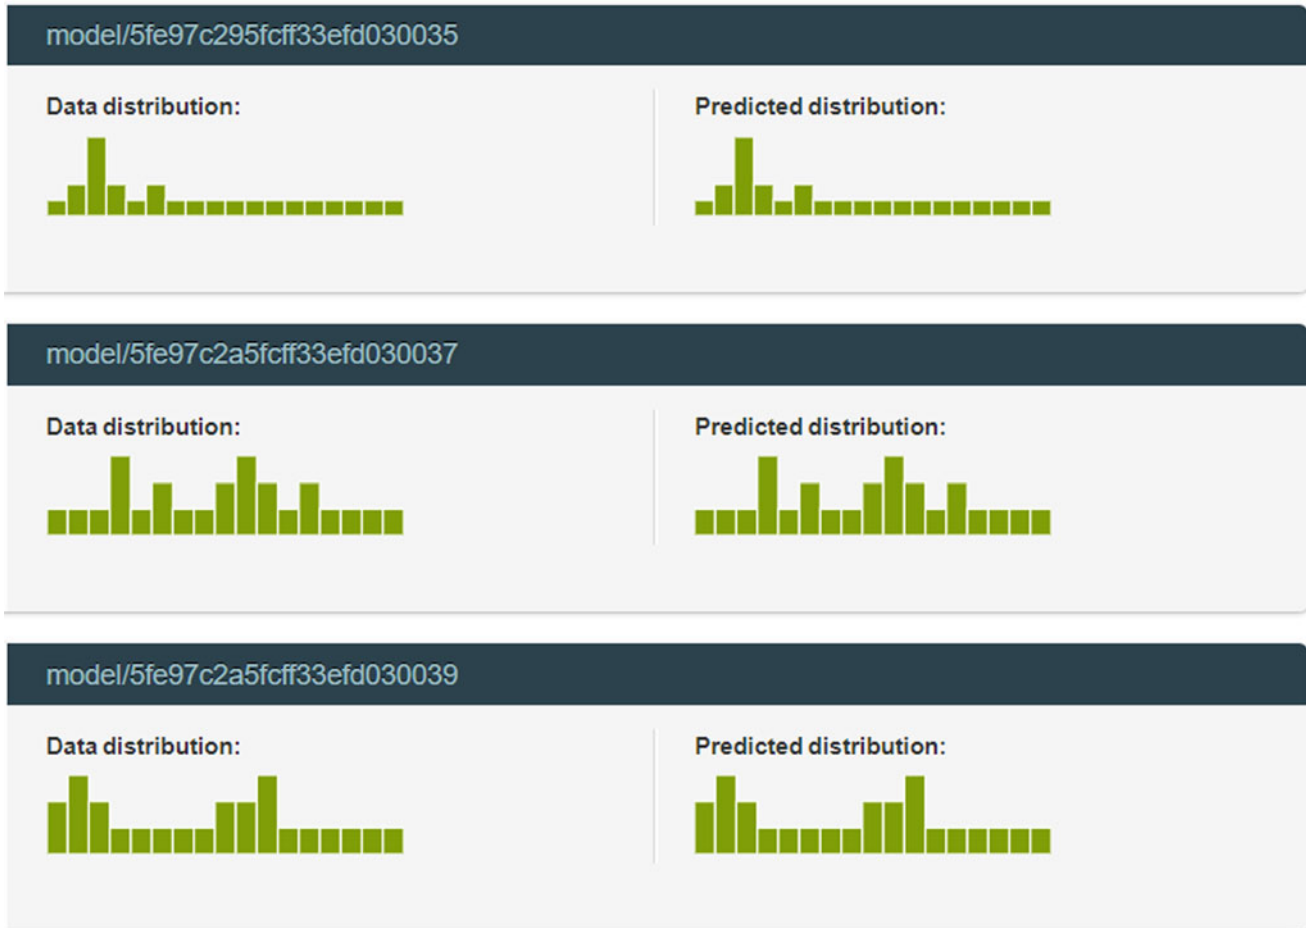 model/5fe97c295fcff33efd030035
Data distribution:
Predicted distribution:
model/5fe97c2a5fcff33efd030037
Data distribution:
Predicted distribution:
model/5fe97c2a5fcff33efd030039
Data distribution:
Predicted distribution: